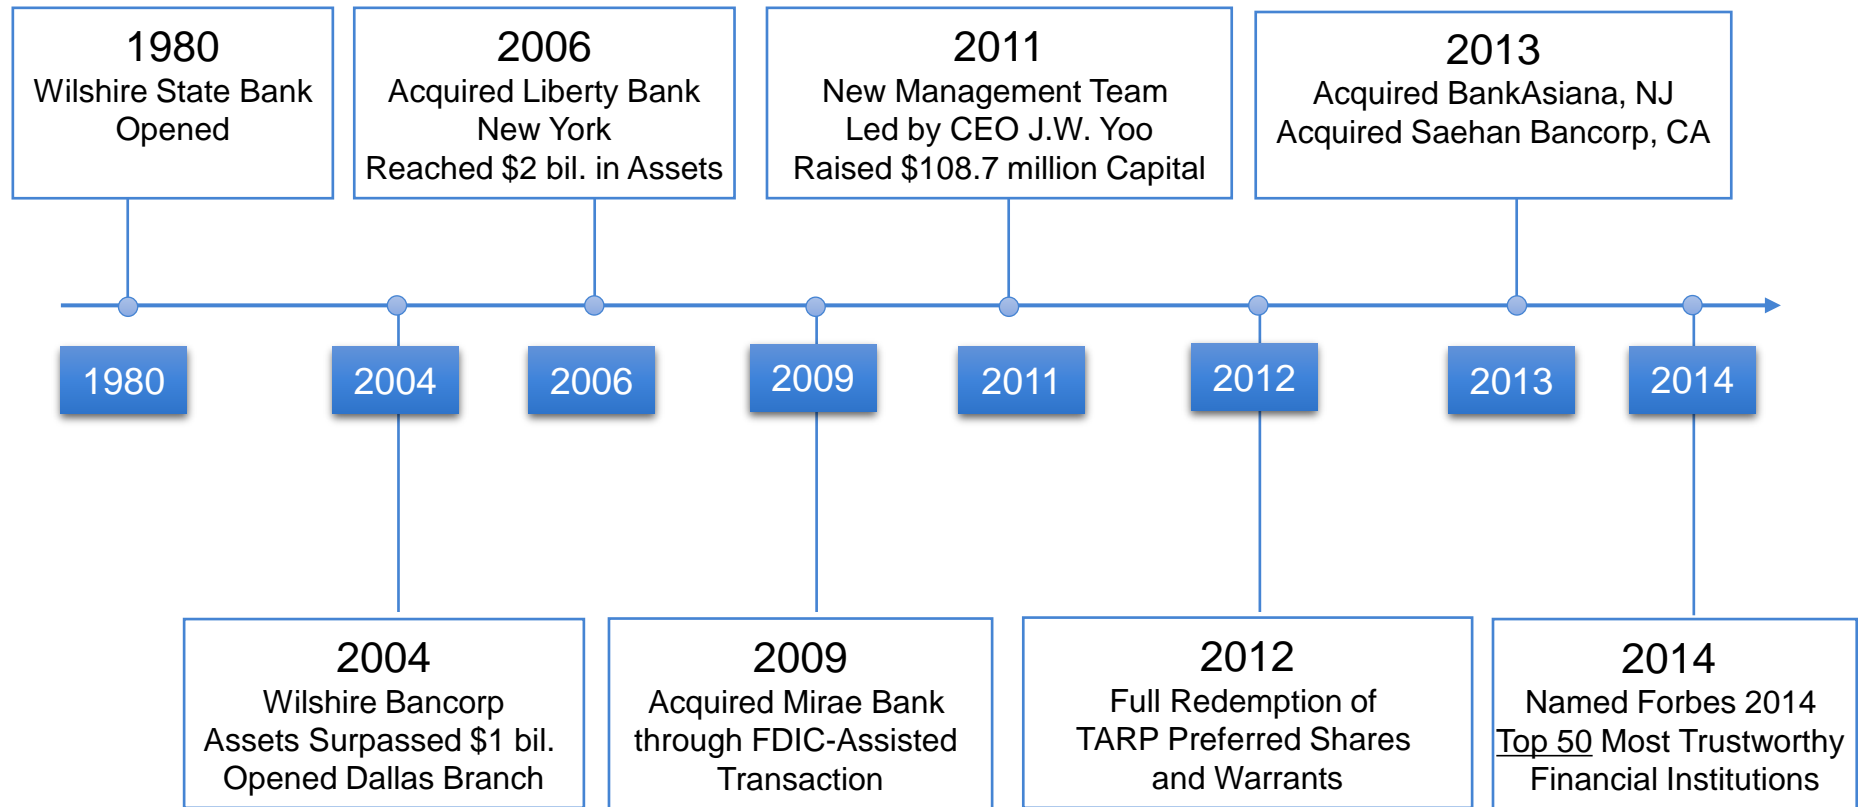 1980
Wilshire State Bank
Opened
2006
Acquired Liberty Bank
New York
Reached $2 bil. in Assets
2011
New Management Team
Led by CEO J.W. Yoo
Raised $108.7 million Capital
2013
Acquired BankAsiana, NJ
Acquired Saehan Bancorp, CA
1980
2004
2006
2009
2011
2012
2013
2014
2004
Wilshire Bancorp
Assets Surpassed $1 bil.
Opened Dallas Branch
2009
Acquired Mirae Bank
through FDIC-Assisted
Transaction
2012
Full Redemption of
TARP Preferred Shares
and Warrants
2014
Named Forbes 2014
Top 50 Most Trustworthy
Financial Institutions